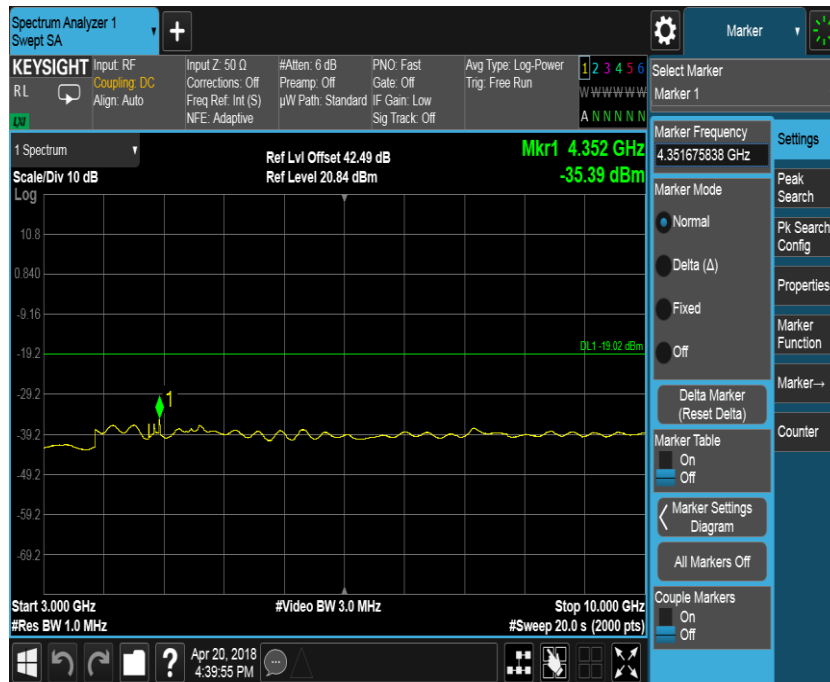 Spectrum Analyzer 1
Swept SA
+
Marker
KEYSIGHT
RL
LXI
Input: RF
Coupling: DC
Align: Auto
Input Z: 50 Ω
Corrections: Off
Freq Ref: Int (S)
NFE: Adaptive
#Atten: 6 dB
Preamp: Off
µW Path: Standard
PNO: Fast
Gate: Off
IF Gain: Low
Sig Track: Off
Avg Type: Log-Power
Trig: Free Run
1 2 3 4 5 6
W W W W W W
A N N N N N
Select Marker
Marker 1
1 Spectrum
Scale/Div 10 dB
Log
Ref Lvl Offset 42.49 dB
Ref Level 20.84 dBm
Mkr1 4.352 GHz
-35.39 dBm
10.8
0.840
-9.16
-19.2
-29.2
-39.2
-49.2
-59.2
-69.2
DL1 -19.02 dBm
1
Start 3.000 GHz
#Res BW 1.0 MHz
#Video BW 3.0 MHz
Stop 10.000 GHz
#Sweep 20.0 s (2000 pts)
Marker Frequency
4.351675838 GHz
Marker Mode
Normal
Delta (Δ)
Fixed
Off
Delta Marker
(Reset Delta)
Marker Table
On
Off
Marker Settings
Diagram
All Markers Off
Couple Markers
On
Off
Settings
Peak
Search
Pk Search
Config
Properties
Marker
Function
Marker→
Counter
?
Apr 20, 2018
4:39:55 PM